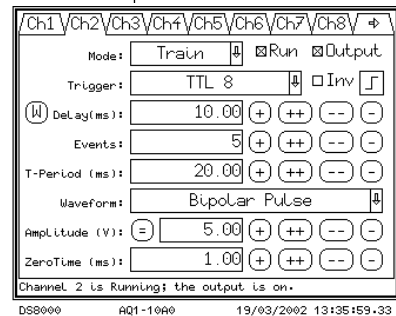 Ch1 Ch2 Ch3 Ch4 Ch5 Ch6 Ch7 Ch8
Mode: Train Run Output
Trigger: TTL 8 Inv
W DeLay(ms): 10.00 + ++ -- -
Events: 5 + ++ -- -
T-Period (ms): 20.00 + ++ -- -
Waveform: Bipolar Pulse
Amplitude (V): = 5.00 + ++ -- -
ZeroTime (ms): 1.00 + ++ -- -
Channel 2 is Running; the output is on.
DS8000 AQ1-10A0 19/03/2002 13:35:59.33